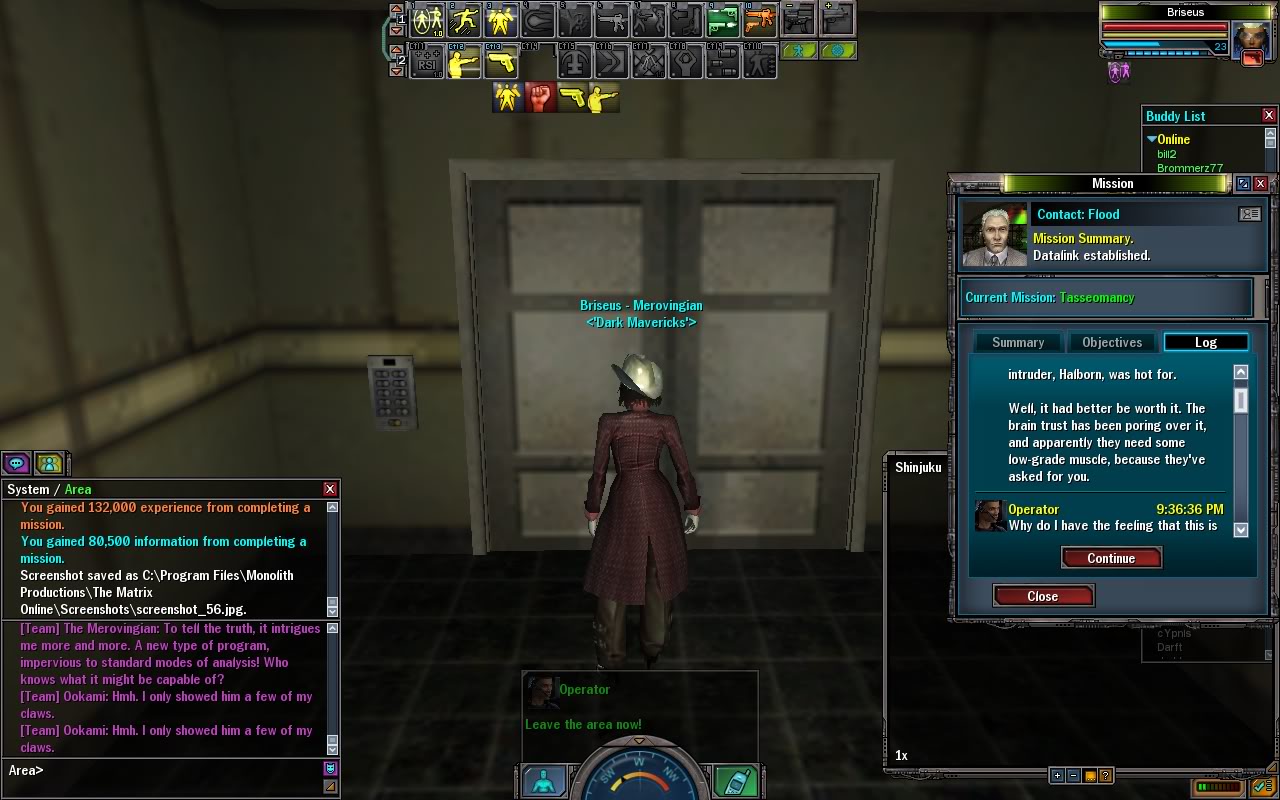 Briseus
23
Buddy List
Online
bill2
Brommerz77
Mission
Contact: Flood
Mission Summary.
Datalink established.
Current Mission: Tasseomancy
Summary
Objectives
Log
intruder, Halborn, was hot for.
Well, it had better be worth it. The
brain trust has been poring over it,
and apparently they need some
low-grade muscle, because they've
asked for you.
Operator 9:36:36 PM
Why do I have the feeling that this is
Continue
Close
cYpnls
Darft
Briseus - Merovingian
<'Dark Mavericks'>
System / Area
You gained 132,000 experience from completing a
mission.
You gained 80,500 information from completing a
mission.
Screenshot saved as C:\Program Files\Monolith
Productions\The Matrix
Online\Screenshots\screenshot_56.jpg.
[Team] The Merovingian: To tell the truth, it intrigues
me more and more. A new type of program,
impervious to standard modes of analysis! Who
knows what it might be capable of?
[Team] Ookami: Hmh. I only showed him a few of my
claws.
[Team] Ookami: Hmh. I only showed him a few of my
claws.
Area>
Operator
Leave the area now!
SW W NW
Shinjuku
1x